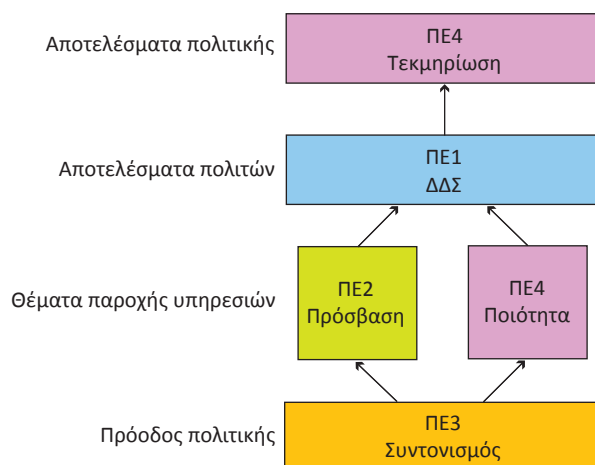 Αποτελέσματα πολιτικής
ΠΕ4
Τεκμηρίωση
Αποτελέσματα πολιτών
ΠΕ1
ΔΔΣ
Θέματα παροχής υπηρεσιών
ΠΕ2
Πρόσβαση
ΠΕ4
Ποιότητα
Πρόοδος πολιτικής
ΠΕ3
Συντονισμός